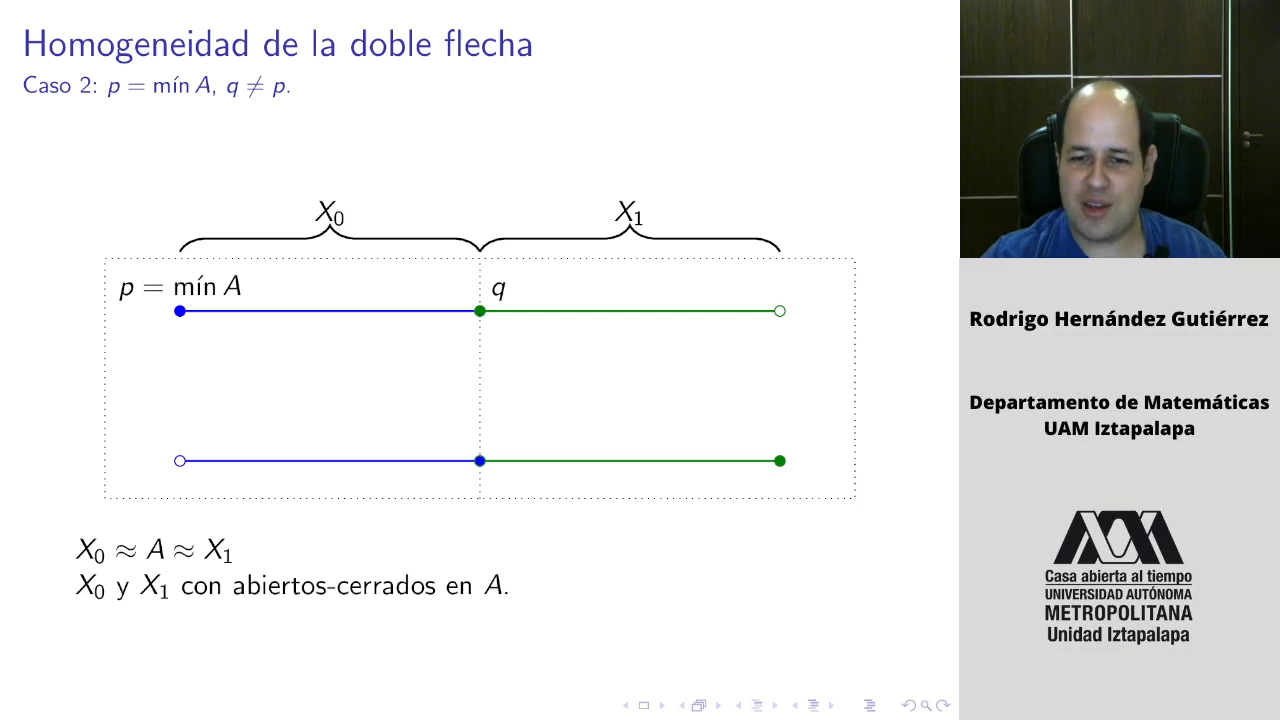 Homogeneidad de la doble flecha
Caso 2: p = mín A, q ≠ p.
X₀
X₁
p = mín A
q
X₀ ≈ A ≈ X₁
X₀ y X₁ con abiertos-cerrados en A.
Rodrigo Hernández Gutiérrez
Departamento de Matemáticas
UAM Iztapalapa
Casa abierta al tiempo
UNIVERSIDAD AUTÓNOMA
METROPOLITANA
Unidad Iztapalapa